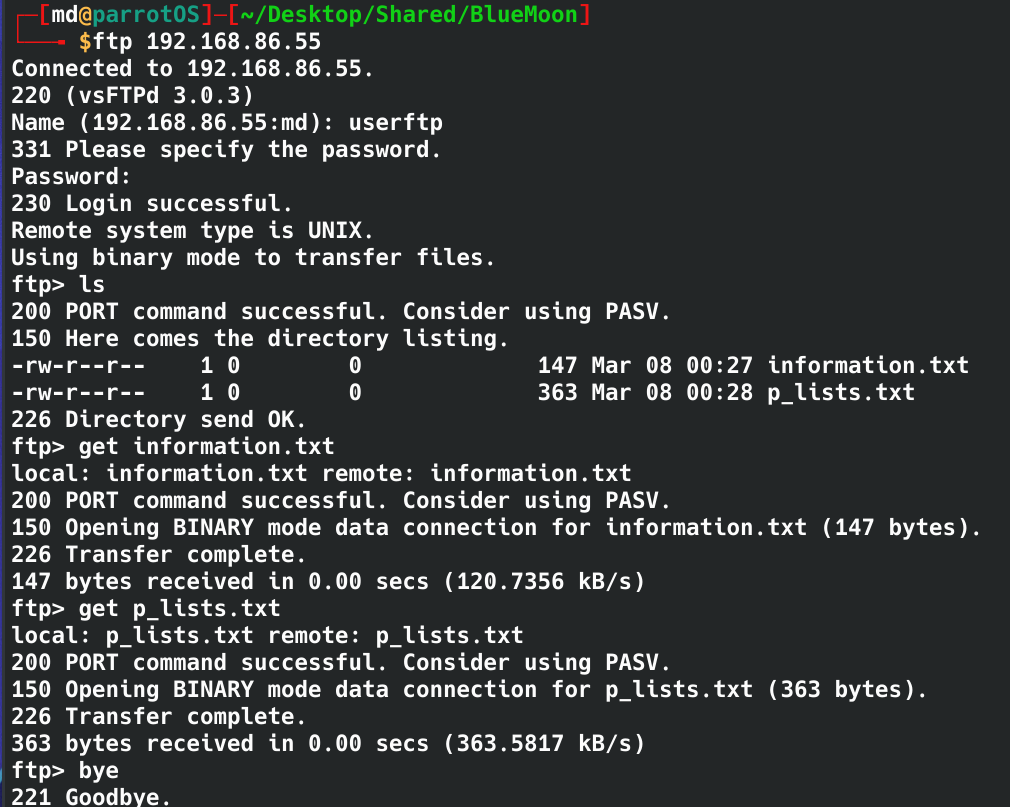 ┌─[md@parrotOS]─[~/Desktop/Shared/BlueMoon]
└──╼ $ftp 192.168.86.55
Connected to 192.168.86.55.
220 (vsFTPd 3.0.3)
Name (192.168.86.55:md): userftp
331 Please specify the password.
Password:
230 Login successful.
Remote system type is UNIX.
Using binary mode to transfer files.
ftp> ls
200 PORT command successful. Consider using PASV.
150 Here comes the directory listing.
-rw-r--r--    1 0        0             147 Mar 08 00:27 information.txt
-rw-r--r--    1 0        0             363 Mar 08 00:28 p_lists.txt
226 Directory send OK.
ftp> get information.txt
local: information.txt remote: information.txt
200 PORT command successful. Consider using PASV.
150 Opening BINARY mode data connection for information.txt (147 bytes).
226 Transfer complete.
147 bytes received in 0.00 secs (120.7356 kB/s)
ftp> get p_lists.txt
local: p_lists.txt remote: p_lists.txt
200 PORT command successful. Consider using PASV.
150 Opening BINARY mode data connection for p_lists.txt (363 bytes).
226 Transfer complete.
363 bytes received in 0.00 secs (363.5817 kB/s)
ftp> bye
221 Goodbye.